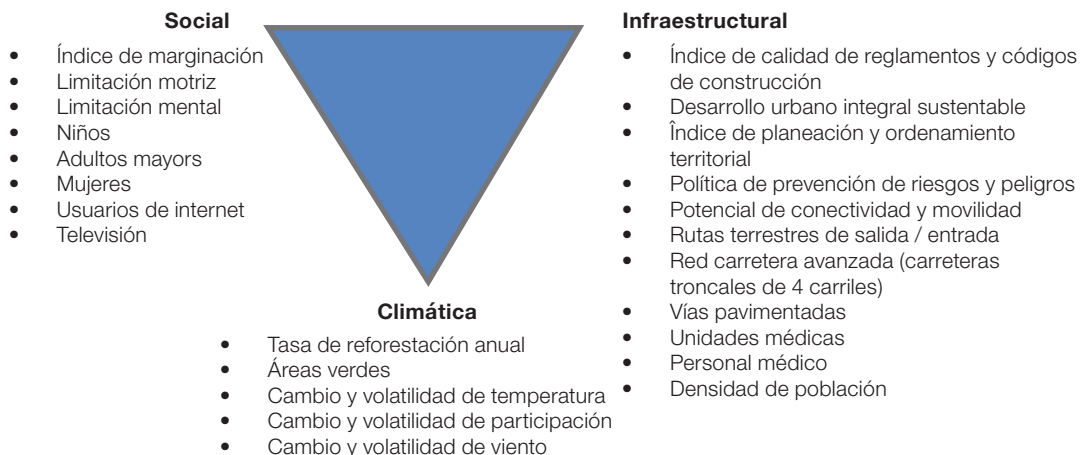 Social
• Índice de marginación
• Limitación motriz
• Limitación mental
• Niños
• Adultos mayors
• Mujeres
• Usuarios de internet
• Televisión
Infraestructural
• Índice de calidad de reglamentos y códigos
de construcción
• Desarrollo urbano integral sustentable
• Îndice de planeación y ordenamiento
territorial
• Política de prevención de riesgos y peligros
• Potencial de conectividad y movilidad
• Rutas terrestres de salida / entrada
• Red carretera avanzada (carreteras
troncales de 4 carriles)
• Vías pavimentadas
• Unidades médicas
• Personal médico
• Densidad de población
Climática
• Tasa de reforestación anual
• Áreas verdes
• Cambio y volatilidad de temperatura
• Cambio y volatilidad de participación
• Cambio y volatilidad de viento